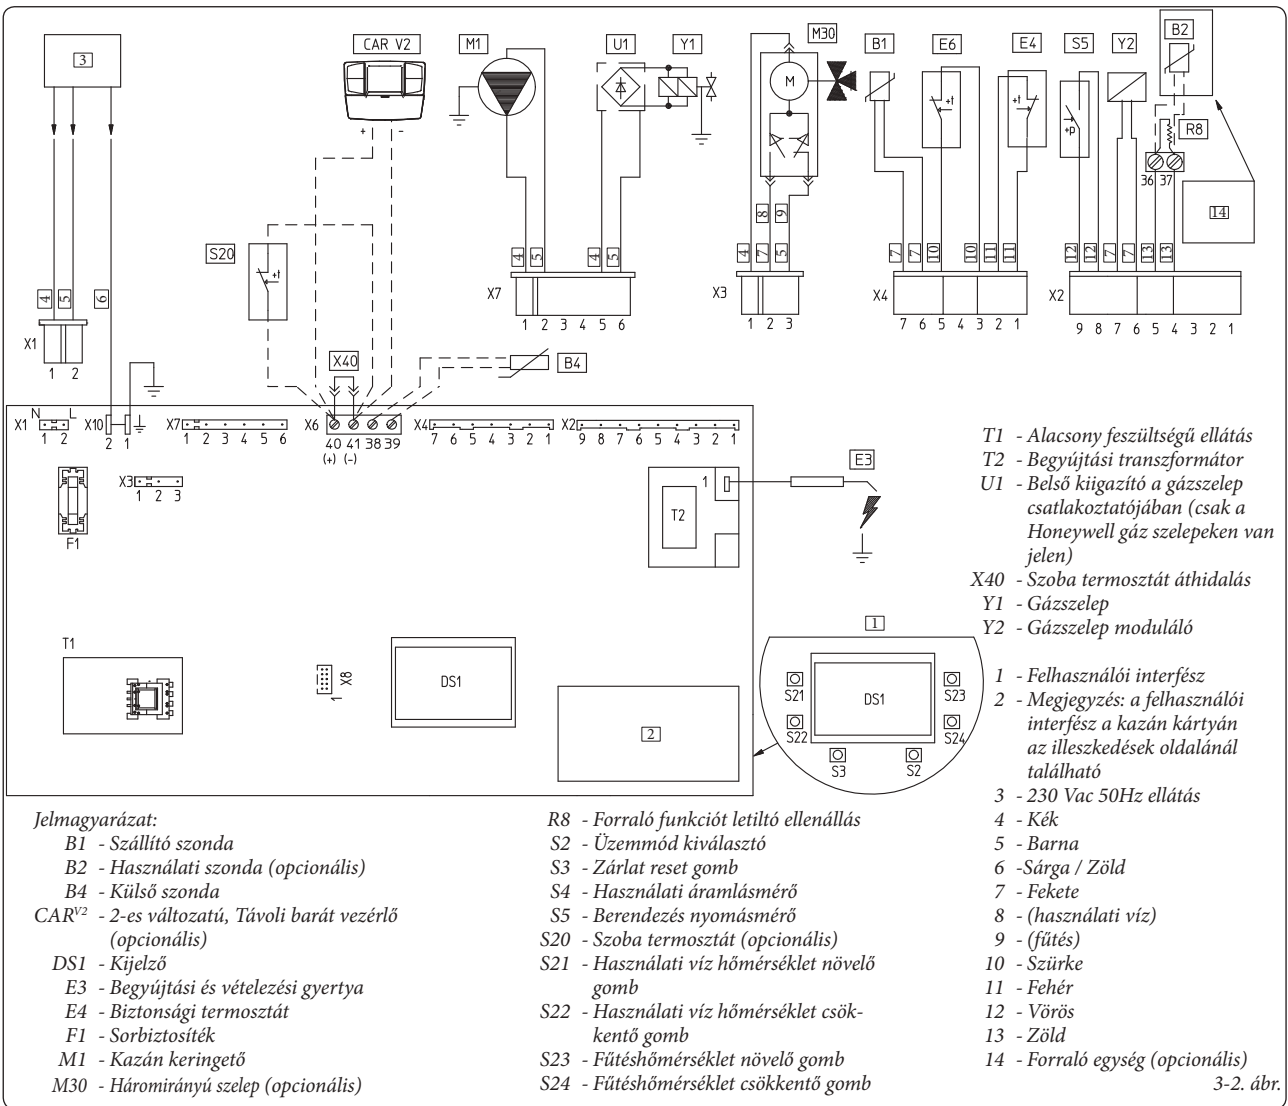 3
CAR V2
M1
U1
Y1
M30
B1
E6
E4
S5
Y2
B2
M
+t
+t
+p
R8
36 37
14
+ -
S20
+t
4 5 6
X1
1 2
X40
B4
4 5 4 5
X7
1 2 3 4 5 6
8 9
4 7 5
X3
1 2 3
7 7 10 10 11 11
X4
7 6 5 4 3 2 1
12 12 7 7 13 13
X2
9 8 7 6 5 4 3 2 1
X1 N L
1 2
X10
2 1
X7
1 2 3 4 5 6
X6
40 41 38 39
(+) (-)
X4
7 6 5 4 3 2 1
X2
9 8 7 6 5 4 3 2 1
F1
X3
1 2 3
T2
1
E3
T1
X8
1
DS1
2
1
S21
S22
DS1
S23
S24
S3
S2
T1 - Alacsony feszültségű ellátás
T2 - Begyújtási transzformátor
U1 - Belső kiigazító a gázszelep
csatlakoztatójában (csak a
Honeywell gáz szelepeken van
jelen)
X40 - Szoba termosztát áthidalás
Y1 - Gázszelep
Y2 - Gázszelep moduláló
1 - Felhasználói interfész
2 - Megjegyzés: a felhasználói
interfész a kazán kártyán
az illeszkedések oldalánál
található
3 - 230 Vac 50Hz ellátás
4 - Kék
5 - Barna
6 -Sárga / Zöld
7 - Fekete
8 - (használati víz)
9 - (fűtés)
10 - Szürke
11 - Fehér
12 - Vörös
13 - Zöld
14 - Forraló egység (opcionális)
Jelmagyarázat:
B1 - Szállító szonda
B2 - Használati szonda (opcionális)
B4 - Külső szonda
CARV2 - 2-es változatú, Távoli barát vezérlő
(opcionális)
DS1 - Kijelző
E3 - Begyújtási és vételezési gyertya
E4 - Biztonsági termosztát
F1 - Sorbiztosíték
M1 - Kazán keringető
M30 - Háromirányú szelep (opcionális)
R8 - Forraló funkciót letiltó ellenállás
S2 - Üzemmód kiválasztó
S3 - Zárlat reset gomb
S4 - Használati áramlásmérő
S5 - Berendezés nyomásmérő
S20 - Szoba termosztát (opcionális)
S21 - Használati víz hőmérséklet növelő
gomb
S22 - Használati víz hőmérséklet csök-
kentő gomb
S23 - Fűtéshőmérséklet növelő gomb
S24 - Fűtéshőmérséklet csökkentő gomb
3-2. ábr.